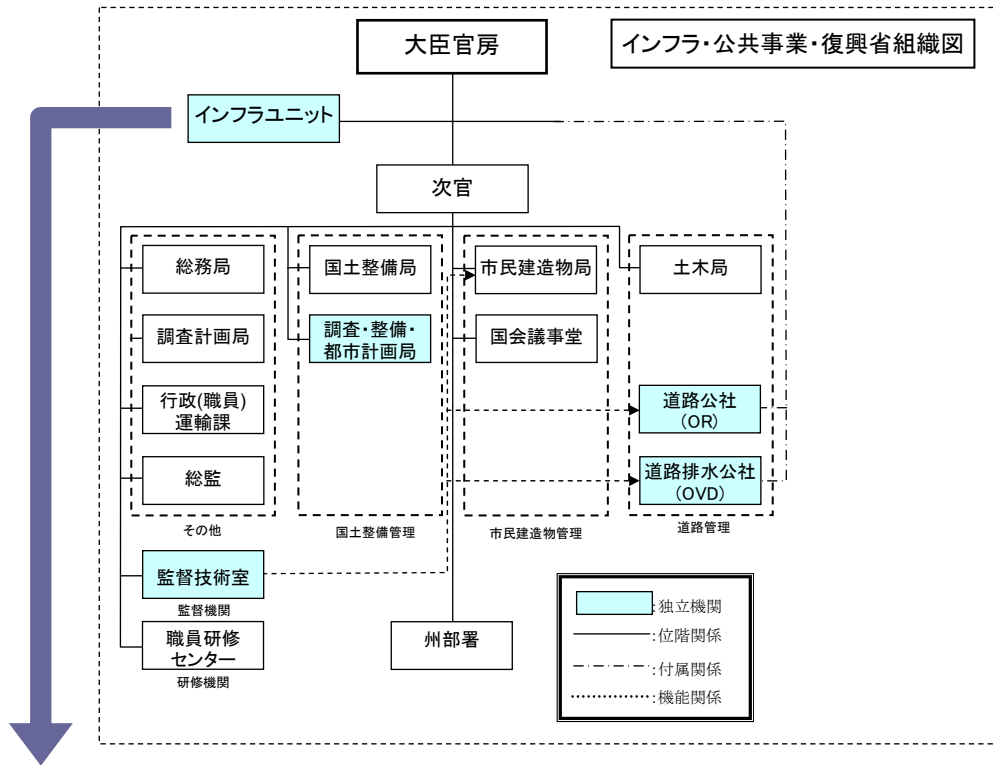 大臣官房
インフラ・公共事業・復興省組織図
インフラユニット
次官
総務局
国土整備局
市民建造物局
土木局
調査計画局
調査・整備・
都市計画局
国会議事堂
行政(職員)
運輸課
道路公社
(OR)
総監
道路排水公社
(OVD)
その他
国土整備管理
市民建造物管理
道路管理
監督技術室
監督機関
職員研修
センター
研修機関
州部署
:独立機関
:位階関係
:付属関係
:機能関係